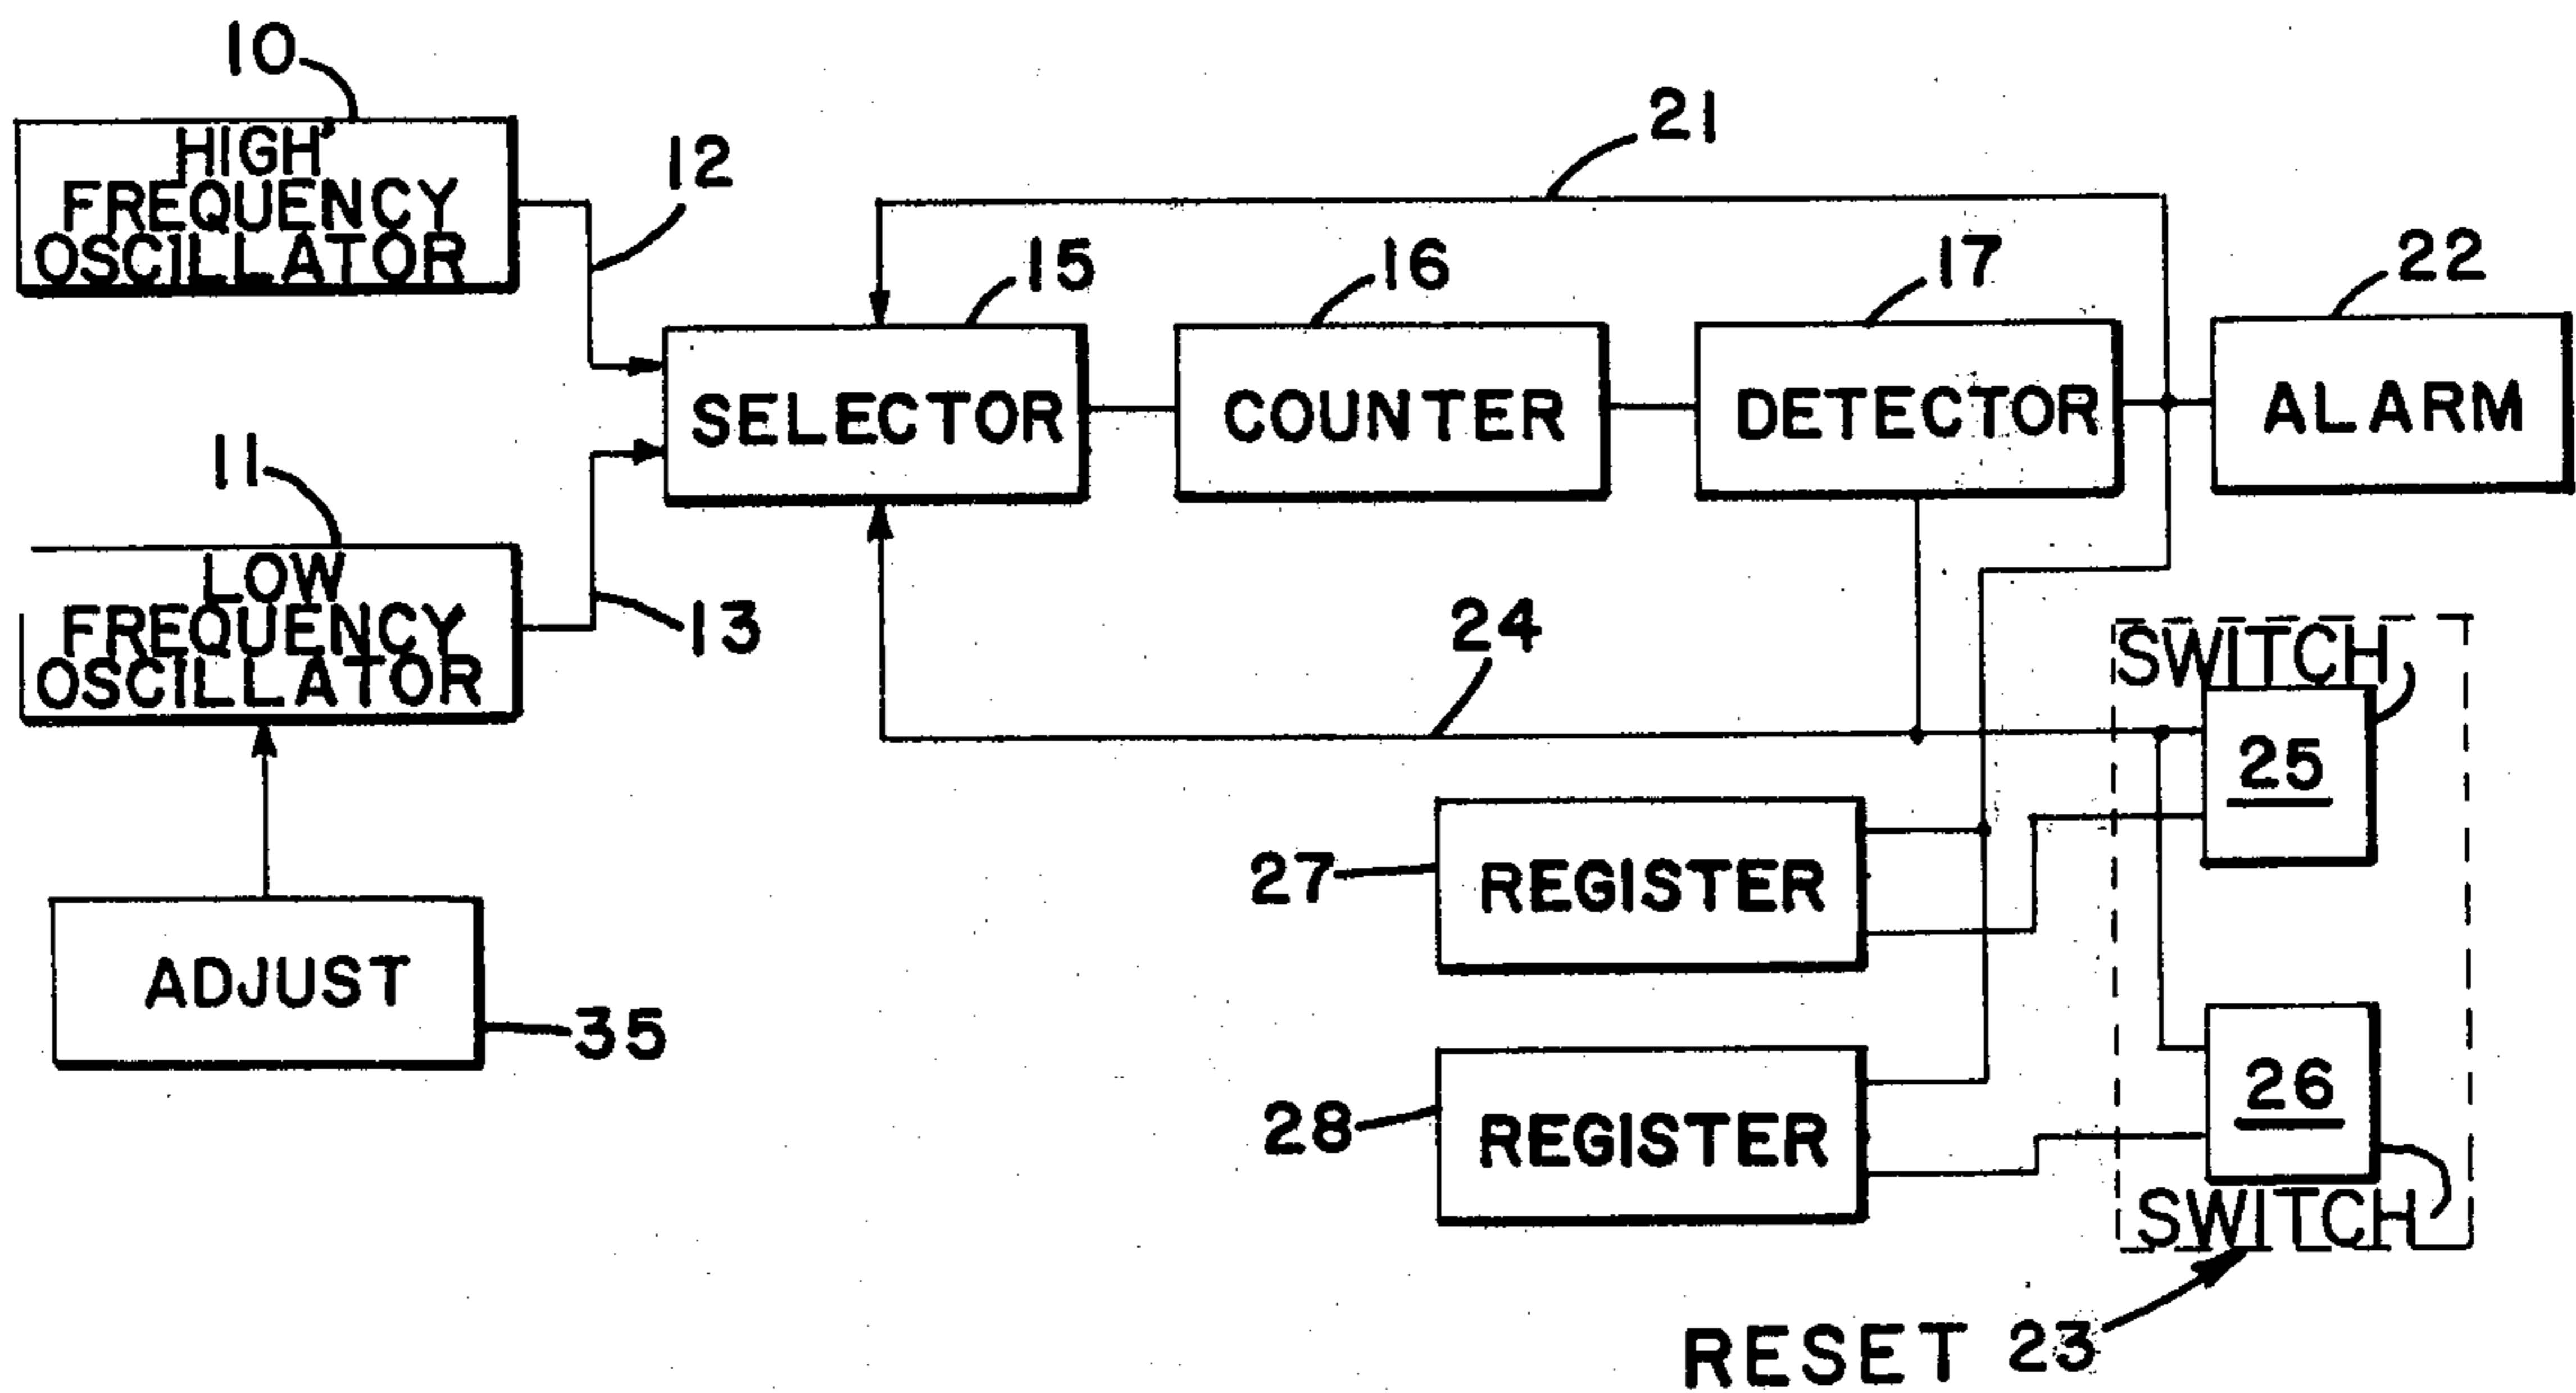 10
HIGH
FREQUENCY
OSCILLATOR
12
21
15
16
17
22
SELECTOR
COUNTER
DETECTOR
ALARM
11
LOW
FREQUENCY
OSCILLATOR
13
24
SWITCH
25
27
REGISTER
ADJUST
35
28
REGISTER
26
SWITCH
RESET 23